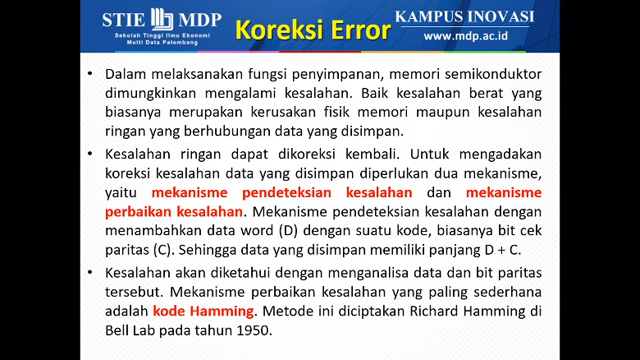 STIE MDP
Sekolah Tinggi Ilmu Ekonomi
Multi Data Palembang
Koreksi Error
KAMPUS INOVASI
www.mdp.ac.id
• Dalam melaksanakan fungsi penyimpanan, memori semikonduktor
dimungkinkan mengalami kesalahan. Baik kesalahan berat yang
biasanya merupakan kerusakan fisik memori maupun kesalahan
ringan yang berhubungan data yang disimpan.
• Kesalahan ringan dapat dikoreksi kembali. Untuk mengadakan
koreksi kesalahan data yang disimpan diperlukan dua mekanisme,
yaitu mekanisme pendeteksian kesalahan dan mekanisme
perbaikan kesalahan. Mekanisme pendeteksian kesalahan dengan
menambahkan data word (D) dengan suatu kode, biasanya bit cek
paritas (C). Sehingga data yang disimpan memiliki panjang D + C.
• Kesalahan akan diketahui dengan menganalisa data dan bit paritas
tersebut. Mekanisme perbaikan kesalahan yang paling sederhana
adalah kode Hamming. Metode ini diciptakan Richard Hamming di
Bell Lab pada tahun 1950.